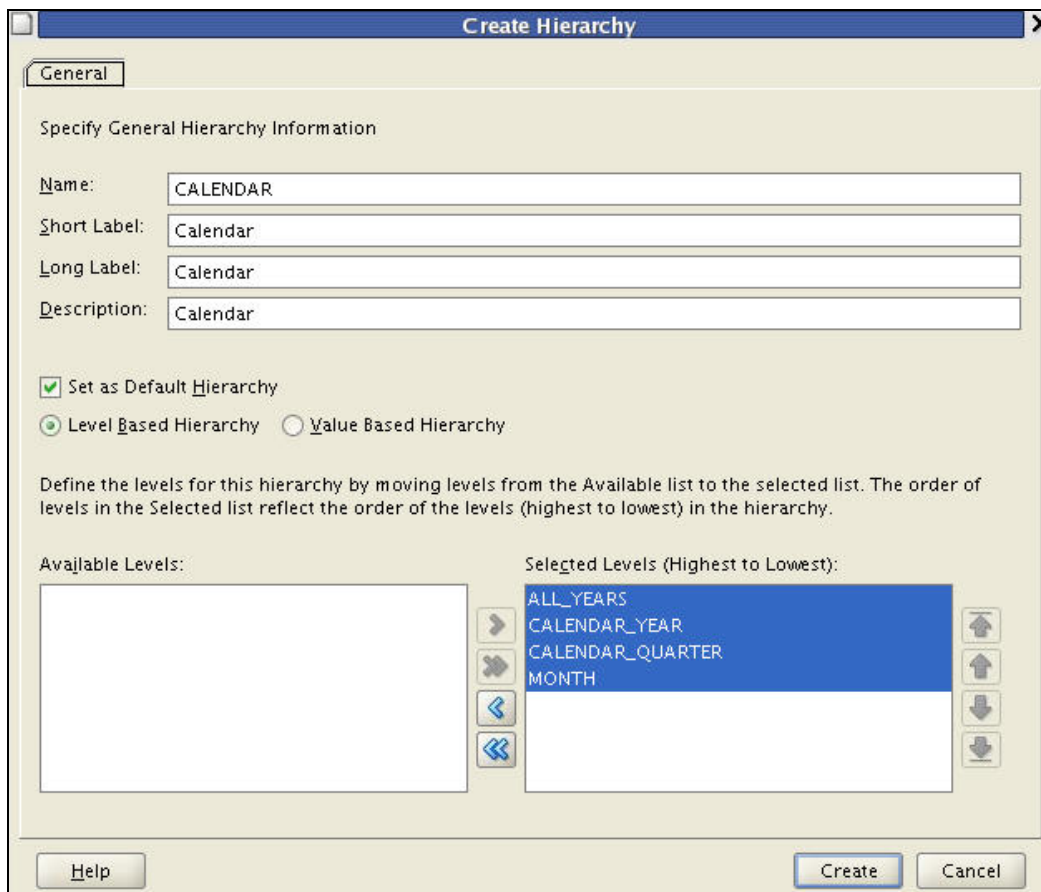 Create Hierarchy
General
Specify General Hierarchy Information
Name: CALENDAR
Short Label: Calendar
Long Label: Calendar
Description: Calendar
Set as Default Hierarchy
Level Based Hierarchy Value Based Hierarchy
Define the levels for this hierarchy by moving levels from the Available list to the selected list. The order of
levels in the Selected list reflect the order of the levels (highest to lowest) in the hierarchy.
Available Levels: Selected Levels (Highest to Lowest):
ALL_YEARS
CALENDAR_YEAR
CALENDAR_QUARTER
MONTH
Help Create Cancel